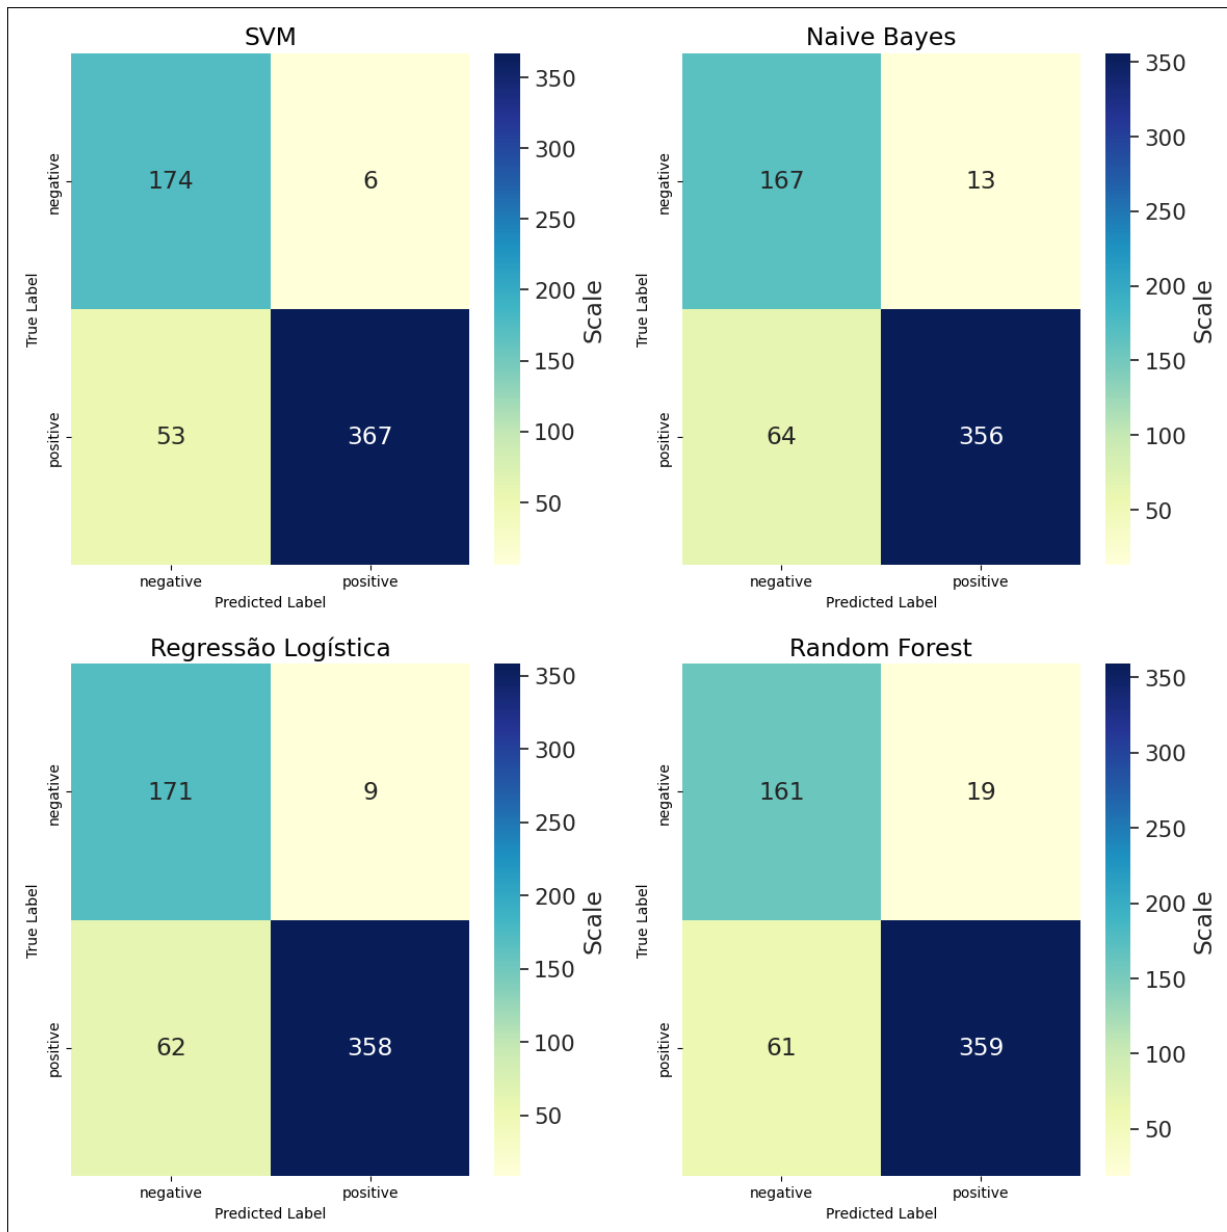 SVM
negative
positive
True Label
174
6
53
367
negative
positive
Predicted Label
350
300
250
200
150
100
50
Scale
Naive Bayes
negative
positive
True Label
167
13
64
356
negative
positive
Predicted Label
350
300
250
200
150
100
50
Scale
Regressão Logística
negative
positive
True Label
171
9
62
358
negative
positive
Predicted Label
350
300
250
200
150
100
50
Scale
Random Forest
negative
positive
True Label
161
19
61
359
negative
positive
Predicted Label
350
300
250
200
150
100
50
Scale